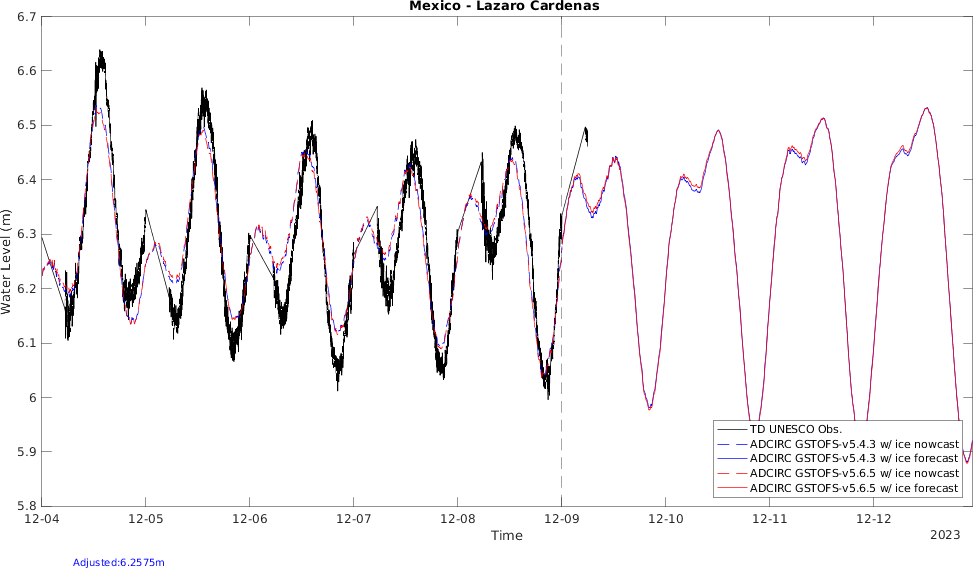 Mexico - Lazaro Cardenas
6.7
6.6
6.5
6.4
6.3
6.2
6.1
6
5.9
5.8
Water Level (m)
12-04 12-05 12-06 12-07 12-08 12-09 12-10 12-11 12-12
Time
2023
TD UNESCO Obs.
ADCIRC GSTOFS-v5.4.3 w/ ice nowcast
ADCIRC GSTOFS-v5.4.3 w/ ice forecast
ADCIRC GSTOFS-v5.6.5 w/ ice nowcast
ADCIRC GSTOFS-v5.6.5 w/ ice forecast
Adjusted:6.2575m